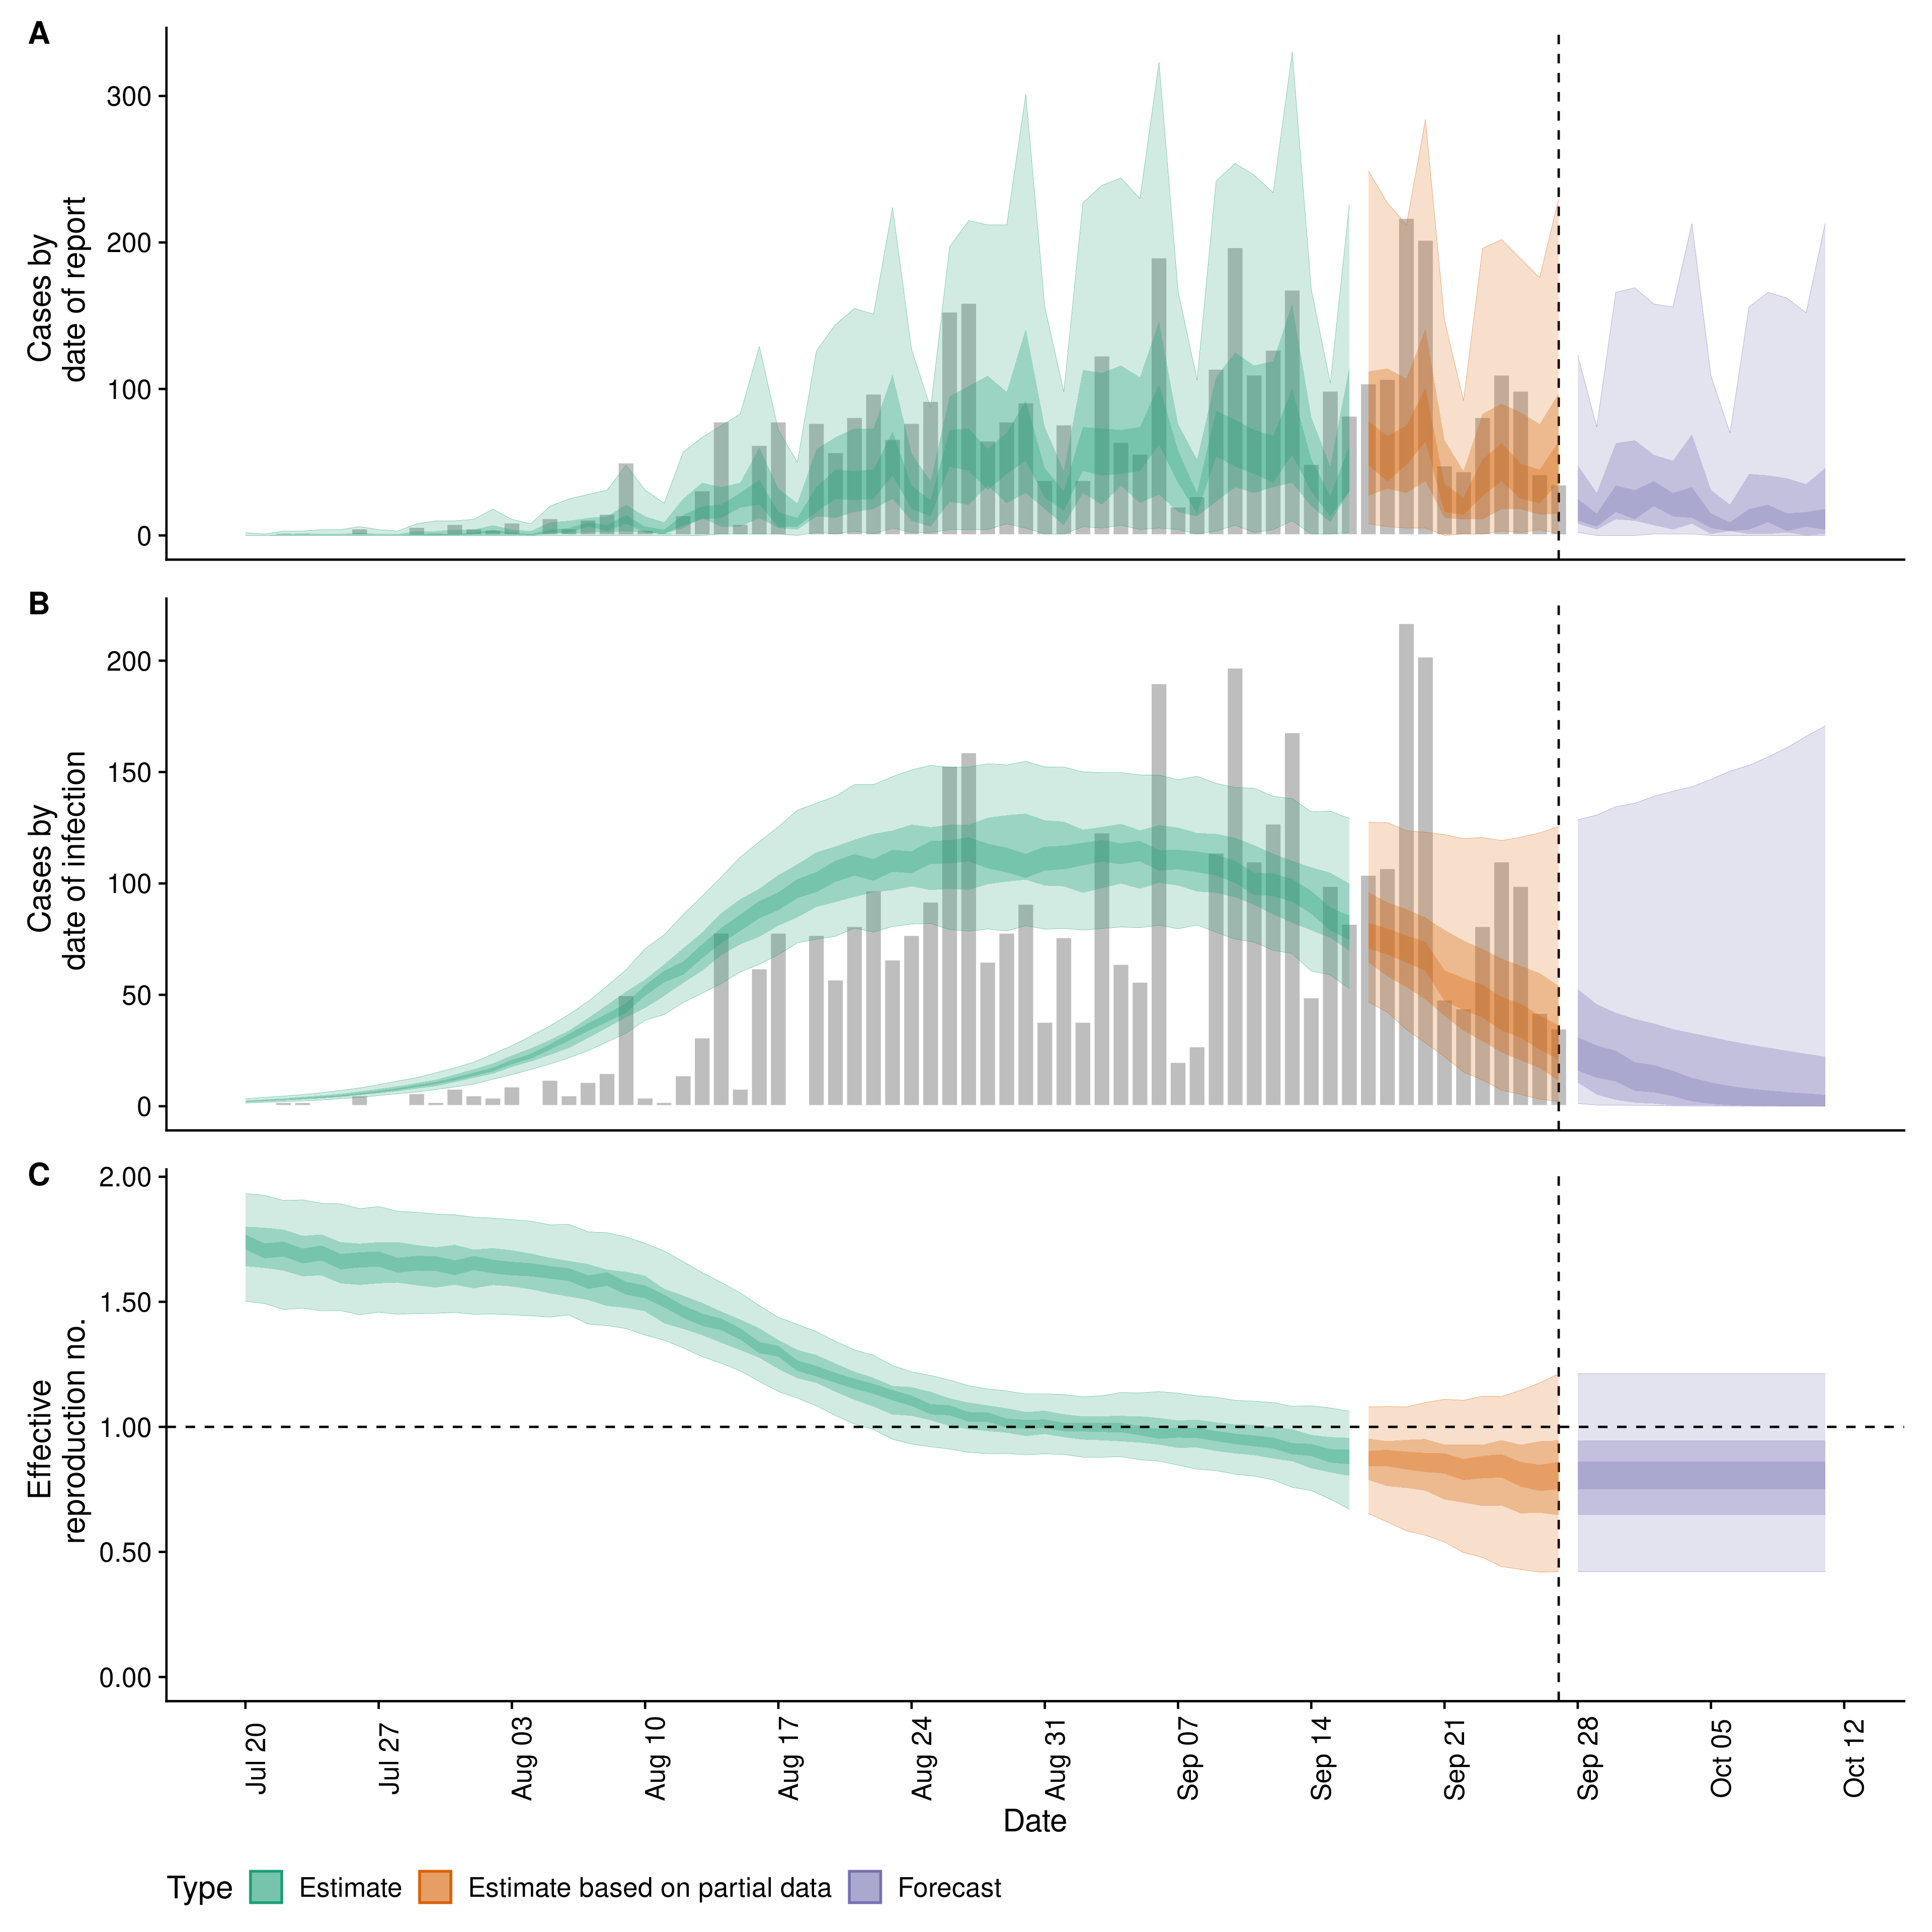 A
Cases by
date of report
300
200
100
0
B
Cases by
date of infection
200
150
100
50
0
C
Effective
reproduction no.
2.00
1.50
1.00
0.50
0.00
Jul 20
Jul 27
Aug 03
Aug 10
Aug 17
Aug 24
Aug 31
Sep 07
Sep 14
Sep 21
Sep 28
Oct 05
Oct 12
Date
Type Estimate Estimate based on partial data Forecast